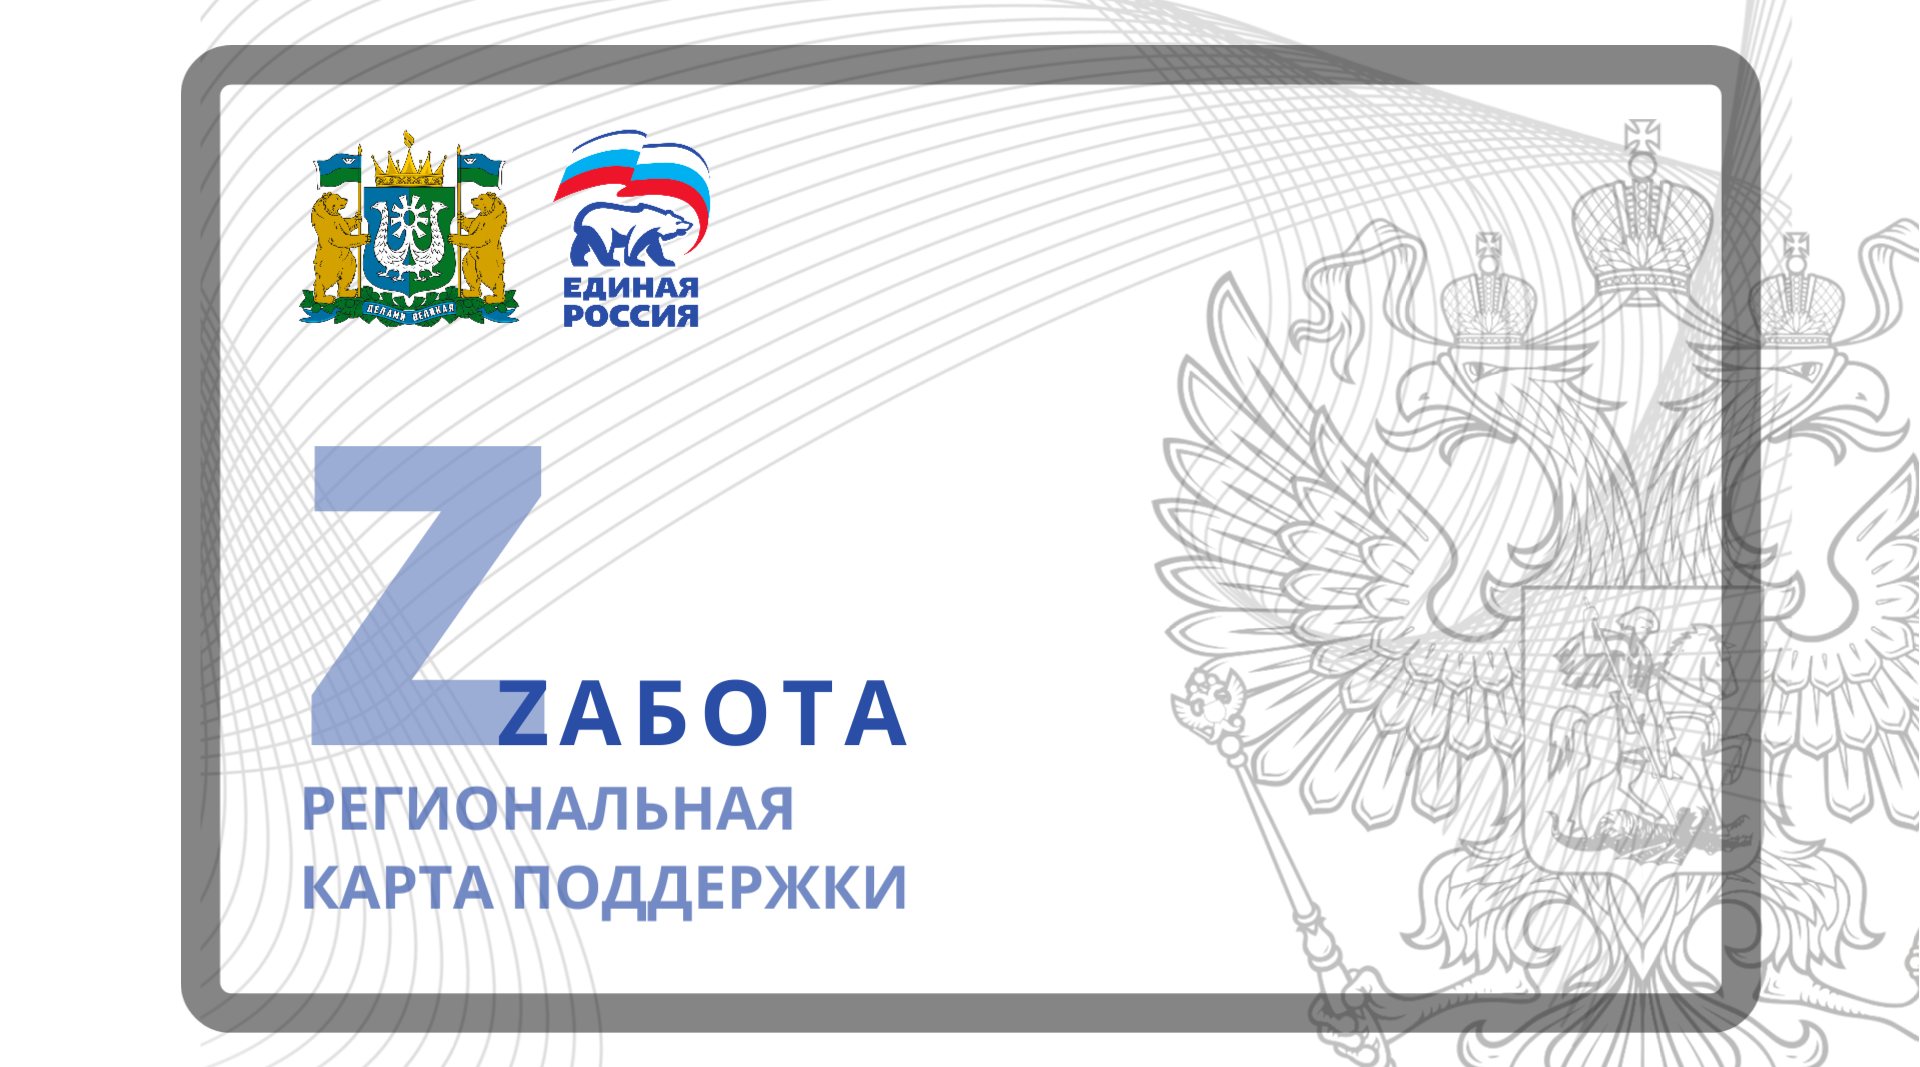 ДЕЛАМИ ВЕЛИКАЯ
ЕДИНАЯ
РОССИЯ
Z
ZАБОТА
РЕГИОНАЛЬНАЯ
КАРТА ПОДДЕРЖКИ